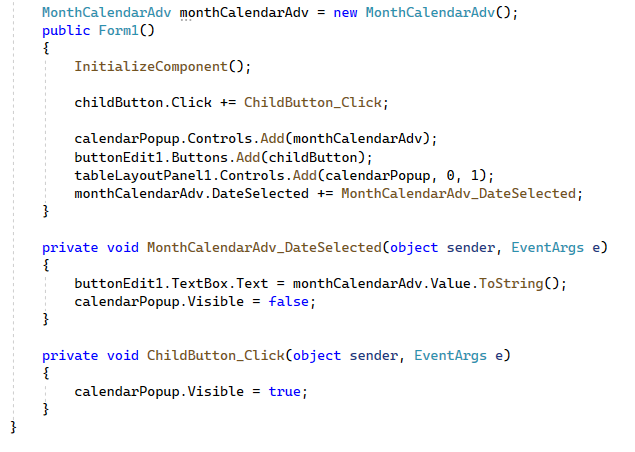 MonthCalendarAdv monthCalendarAdv = new MonthCalendarAdv();
public Form1()
{
InitializeComponent();
childButton.Click += ChildButton_Click;
calendarPopup.Controls.Add(monthCalendarAdv);
buttonEdit1.Buttons.Add(childButton);
tableLayoutPanel1.Controls.Add(calendarPopup, 0, 1);
monthCalendarAdv.DateSelected += MonthCalendarAdv_DateSelected;
}
private void MonthCalendarAdv_DateSelected(object sender, EventArgs e)
{
buttonEdit1.TextBox.Text = monthCalendarAdv.Value.ToString();
calendarPopup.Visible = false;
}
private void ChildButton_Click(object sender, EventArgs e)
{
calendarPopup.Visible = true;
}
}